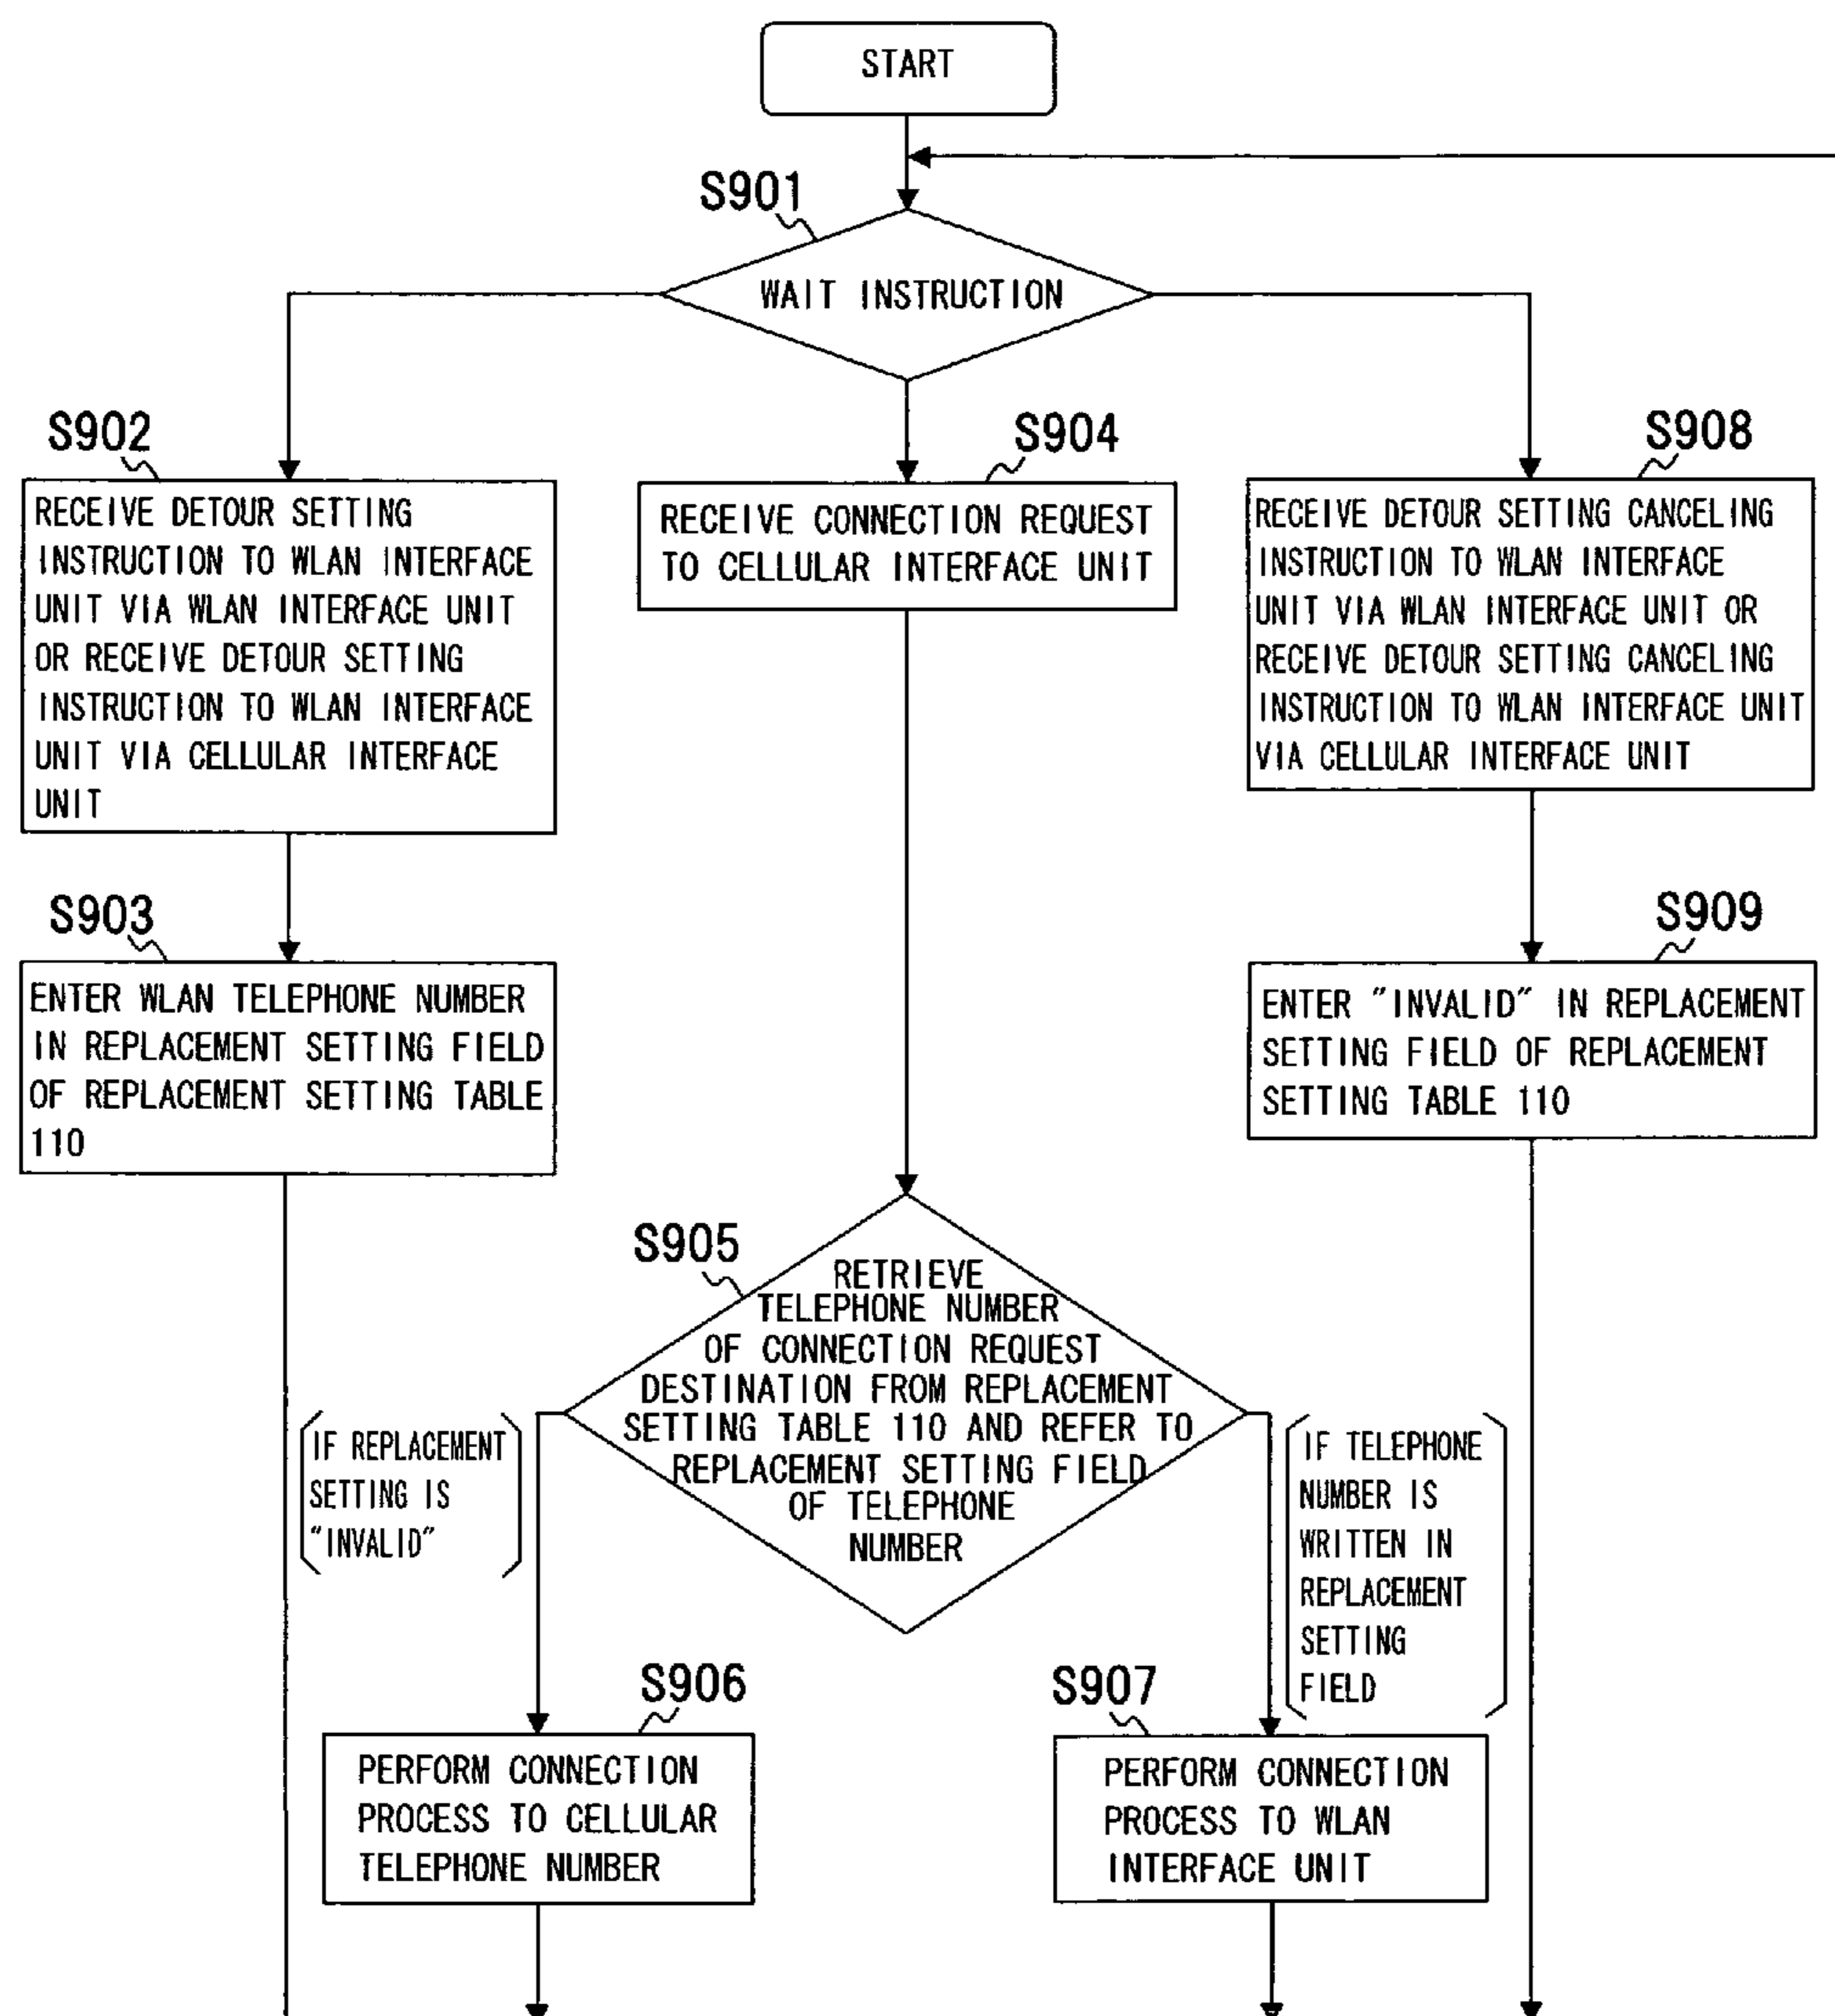 START
S901
WAIT INSTRUCTION
S902
RECEIVE DETOUR SETTING
INSTRUCTION TO WLAN INTERFACE
UNIT VIA WLAN INTERFACE UNIT
OR RECEIVE DETOUR SETTING
INSTRUCTION TO WLAN INTERFACE
UNIT VIA CELLULAR INTERFACE
UNIT
S904
RECEIVE CONNECTION REQUEST
TO CELLULAR INTERFACE UNIT
S908
RECEIVE DETOUR SETTING CANCELING
INSTRUCTION TO WLAN INTERFACE
UNIT VIA WLAN INTERFACE UNIT OR
RECEIVE DETOUR SETTING CANCELING
INSTRUCTION TO WLAN INTERFACE UNIT
VIA CELLULAR INTERFACE UNIT
S903
ENTER WLAN TELEPHONE NUMBER
IN REPLACEMENT SETTING FIELD
OF REPLACEMENT SETTING TABLE
110
S909
ENTER "INVALID" IN REPLACEMENT
SETTING FIELD OF REPLACEMENT
SETTING TABLE 110
S905
RETRIEVE
TELEPHONE NUMBER
OF CONNECTION REQUEST
DESTINATION FROM REPLACEMENT
SETTING TABLE 110 AND REFER TO
REPLACEMENT SETTING FIELD
OF TELEPHONE
NUMBER
IF REPLACEMENT
SETTING IS
"INVALID"
IF TELEPHONE
NUMBER IS
WRITTEN IN
REPLACEMENT
SETTING
FIELD
S906
PERFORM CONNECTION
PROCESS TO CELLULAR
TELEPHONE NUMBER
S907
PERFORM CONNECTION
PROCESS TO WLAN
INTERFACE UNIT